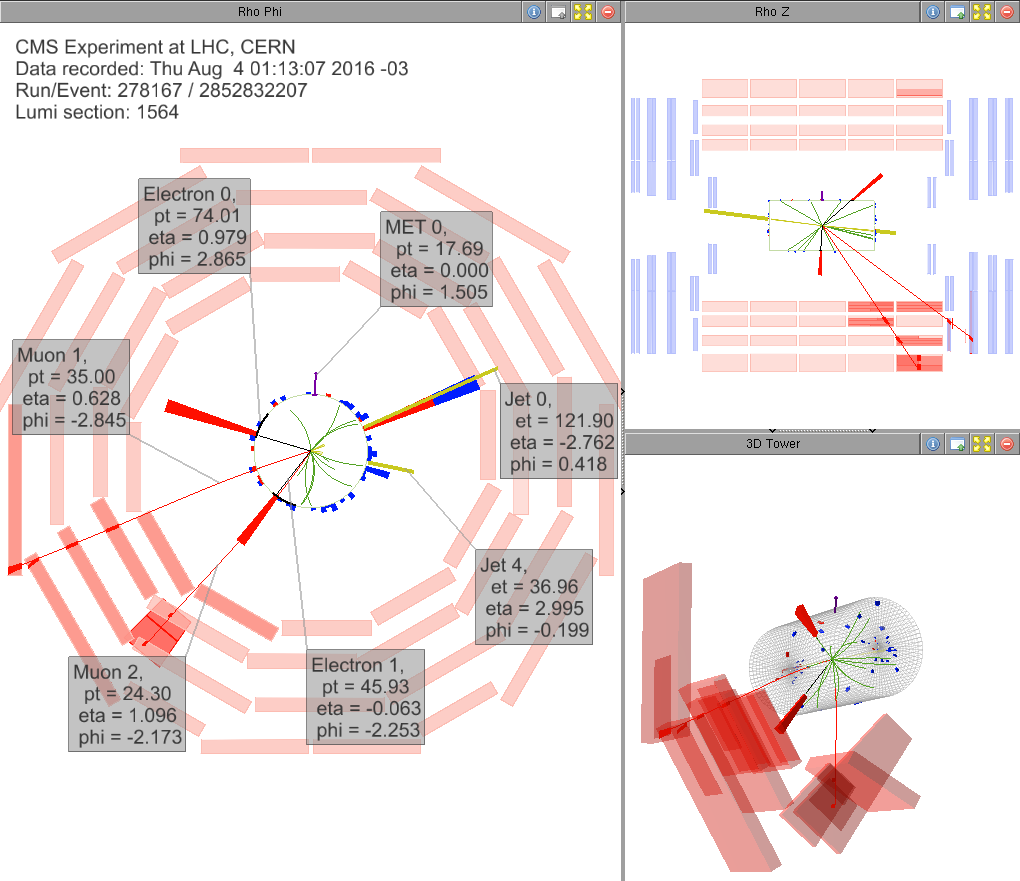 Rho Phi
CMS Experiment at LHC, CERN
Data recorded: Thu Aug  4 01:13:07 2016 -03
Run/Event: 278167 / 2852832207
Lumi section: 1564
Electron 0,
pt = 74.01
eta = 0.979
phi = 2.865
MET 0,
pt = 17.69
eta = 0.000
phi = 1.505
Muon 1,
pt = 35.00
eta = 0.628
phi = -2.845
Jet 0,
et = 121.90
eta = -2.762
phi = 0.418
Jet 4,
et = 36.96
eta = 2.995
phi = -0.199
Muon 2,
pt = 24.30
eta = 1.096
phi = -2.173
Electron 1,
pt = 45.93
eta = -0.063
phi = -2.253
Rho Z
3D Tower